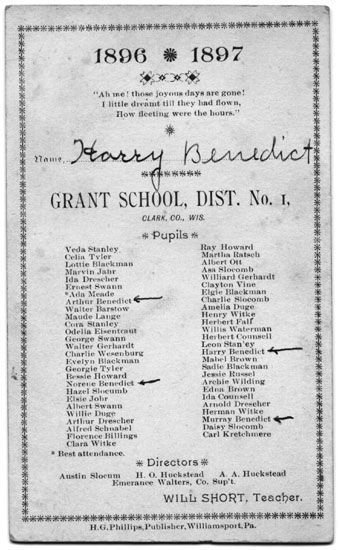 1896 ❋ 1897
"Ah me! those joyous days are gone!
I little dreamt till they had flown,
How fleeting were the hours."
Name Harry Benedict
GRANT SCHOOL, DIST. No. 1,
CLARK, CO., WIS.
Pupils
Veda Stanley
Celia Tyler
Lottie Blackman
Marvin Jahr
Ida Drescher
Ernest Swann
*Ada Meade
Arthur Benedict
Walter Barstow
Maude Lange
Cora Stanley
Odelia Eisentraut
George Swann
Walter Gerhardt
Charlie Wesenburg
Evelyn Blackman
Georgie Tyler
Bessie Howard
Norene Benedict
Hazel Slocumb
Elsie Johr
Albert Swann
Willie Duge
Arthur Drescher
Alfred Schuabel
Florence Billings
Clara Witke
Ray Howard
Martha Ratsch
Albert Ott
Asa Slocomb
Williard Gerhardt
Clayton Vine
Elgie Blackman
Charlie Slocomb
Amelia Duge
Henry Witke
Herbert Falf
Willis Waterman
Herbert Counsell
Leon Stanley
Harry Benedict
Mabel Brown
Sadie Blackman
Jessie Russel
Archie Wilding
Edna Brown
Ida Counsell
Arnold Drescher
Herman Witke
Murray Benedict
Daisy Slocomb
Carl Kretchmere
* Best attendance.
Directors
Austin Slocum H. O. Huckstead A. A. Huckstead
Emerance Walters, Co. Sup't.
WILL SHORT, Teacher.
H.G. Phillips, Publisher, Williamsport, Pa.